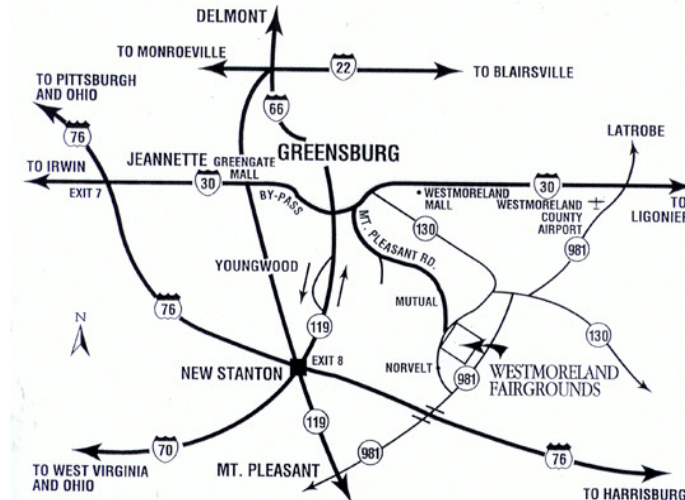 DELMONT
TO MONROEVILLE
22
TO BLAIRSVILLE
TO PITTSBURGH
AND OHIO
76
66
GREENSBURG
LATROBE
TO IRWIN
JEANNETTE
GREENGATE
MALL
EXIT 7
30
BY-PASS
WESTMORELAND
MALL
30
WESTMORELAND
COUNTY
AIRPORT
TO
LIGONIER
MT. PLEASANT RD.
130
981
YOUNGWOOD
MUTUAL
76
N
119
130
NEW STANTON
EXIT 8
NORVELT
981
WESTMORELAND
FAIRGROUNDS
119
70
981
76
TO WEST VIRGINIA
AND OHIO
MT. PLEASANT
TO HARRISBURG